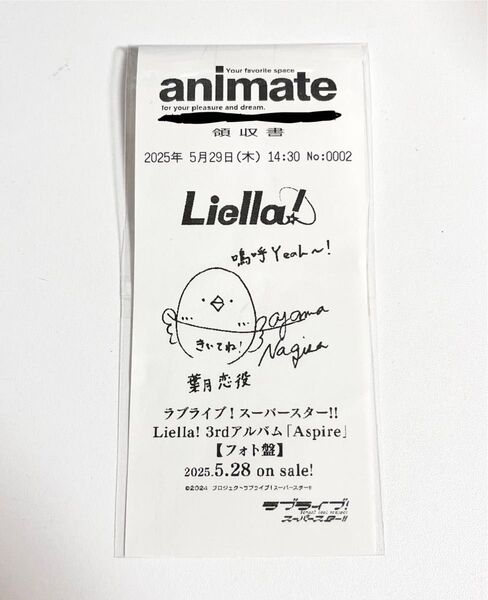 Your favorite space
animate
for your pleasure and dream.
領収書
2025年 5月29日(木) 14:30 No:0002
Liella!
嗚呼Yeah〜!
きいてね!
aoyama
Nagisa
葉月恋役
ラブライブ!スーパースター!!
Liella! 3rdアルバム「Aspire」
【フォト盤】
2025.5.28 on sale!
©2024 プロジェクトラブライブ!スーパースター!!
ラブライブ!
スーパースター!!